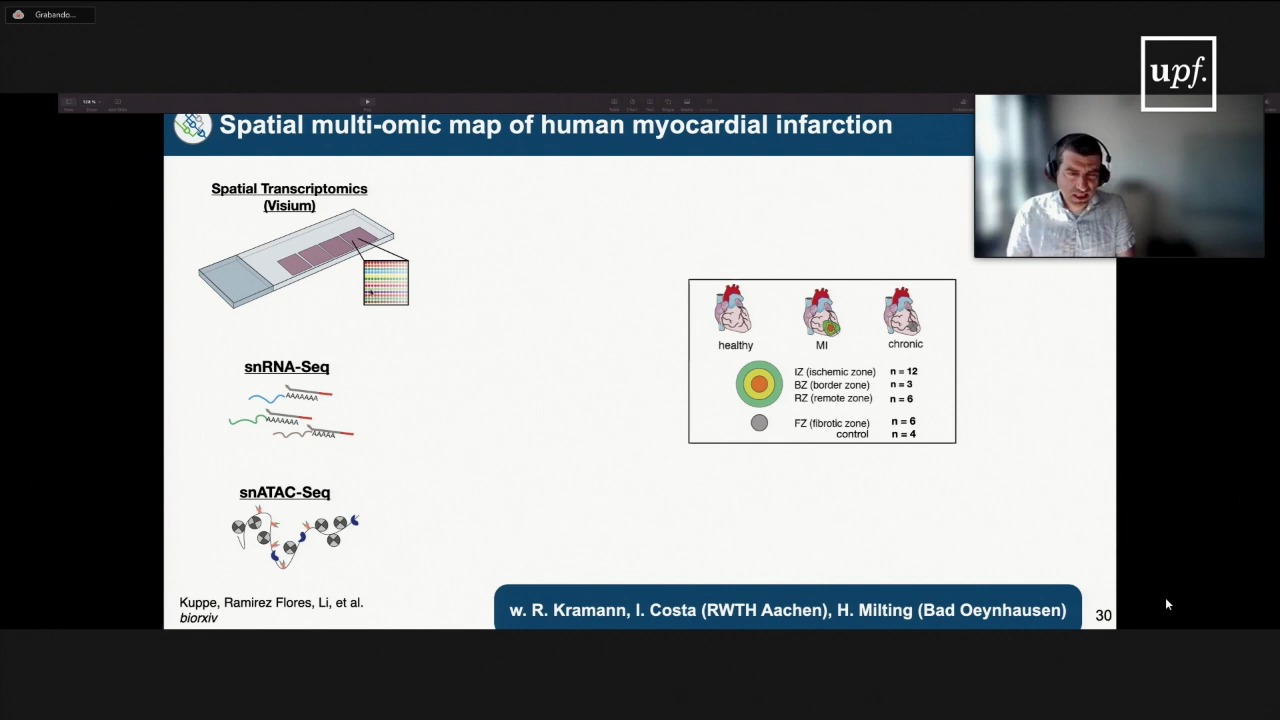 Grabando...
upf.
128 %
Spatial multi-omic map of human myocardial infarction
Spatial Transcriptomics
(Visium)
healthy
MI
chronic
IZ (ischemic zone) n = 12
BZ (border zone) n = 3
RZ (remote zone) n = 6
FZ (fibrotic zone) n = 6
control n = 4
snRNA-Seq
AAAAAAA
AAAAAAA
AAAAAAA
snATAC-Seq
Kuppe, Ramirez Flores, Li, et al.
biorxiv
w. R. Kramann, I. Costa (RWTH Aachen), H. Milting (Bad Oeynhausen)
30